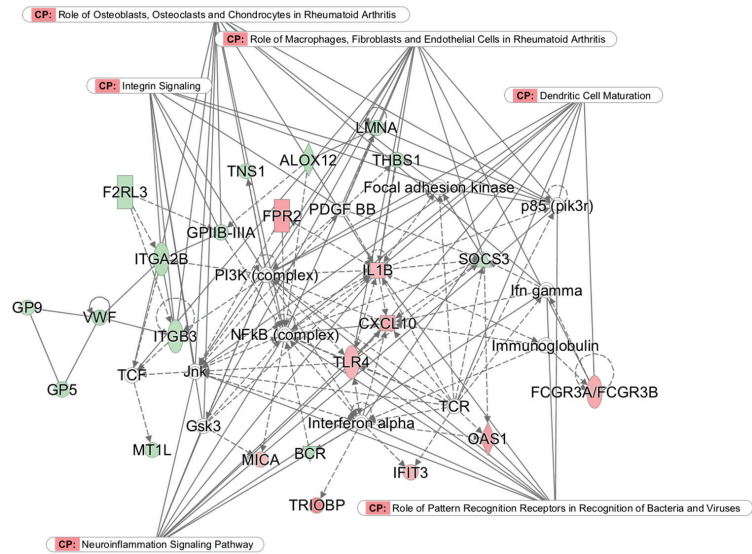 CP: Role of Osteoblasts, Osteoclasts and Chondrocytes in Rheumatoid Arthritis
CP: Role of Macrophages, Fibroblasts and Endothelial Cells in Rheumatoid Arthritis
CP: Integrin Signaling
CP: Dendritic Cell Maturation
LMNA
ALOX12
THBS1
TNS1
F2RL3
Focal adhesion kinase
FPR2
PDGF BB
p85 (pik3r)
GPIIB-IIIA
ITGA2B
SOCS3
PI3K (complex)
IL1B
Ifn gamma
GP9
VWF
CXCL10
ITGB3
NFkB (complex)
Immunoglobulin
TLR4
TCF
Jnk
GP5
FCGR3A/FCGR3B
TCR
Gsk3
Interferon alpha
OAS1
MT1L
BCR
MICA
IFIT3
TRIOBP
CP: Role of Pattern Recognition Receptors in Recognition of Bacteria and Viruses
CP: Neuroinflammation Signaling Pathway